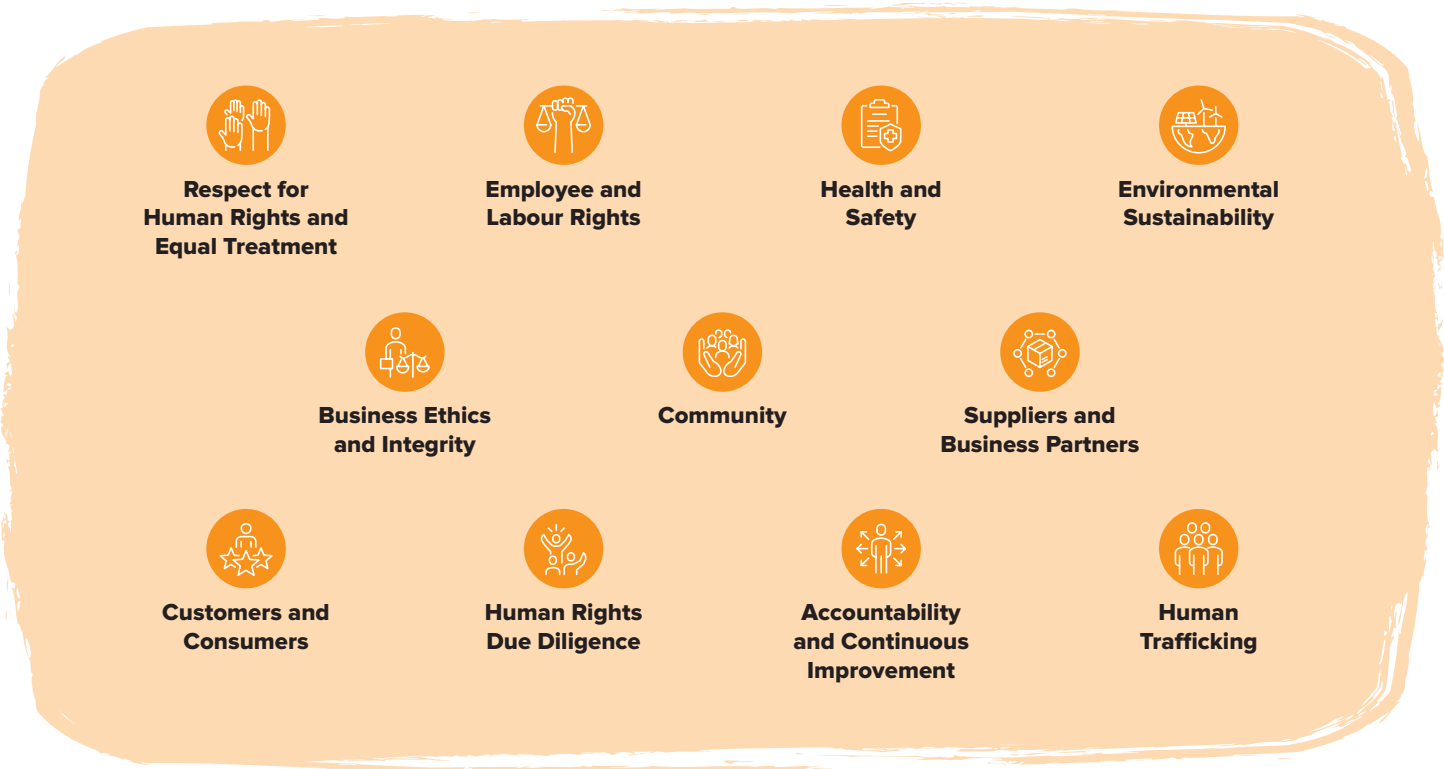 Respect for
Human Rights and
Equal Treatment
Employee and
Labour Rights
Health and
Safety
Environmental
Sustainability
Business Ethics
and Integrity
Community
Suppliers and
Business Partners
Customers and
Consumers
Human Rights
Due Diligence
Accountability
and Continuous
Improvement
Human
Trafficking